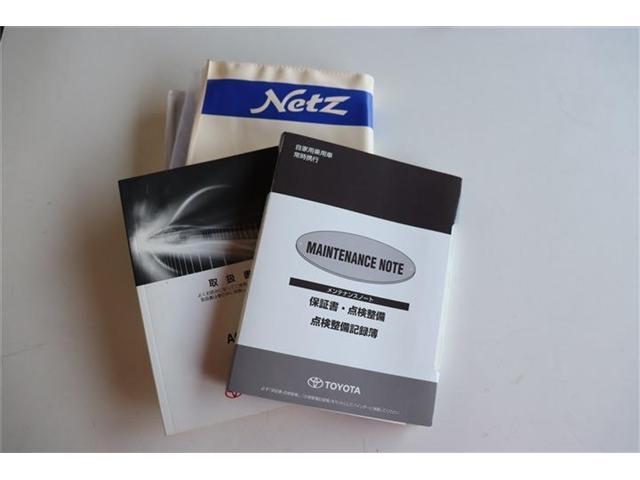 Netz
自家用乗用車
常時携行
MAINTENANCE NOTE
メンテナンスノート
保証書・点検整備
点検整備記録簿
TOYOTA
取扱
A